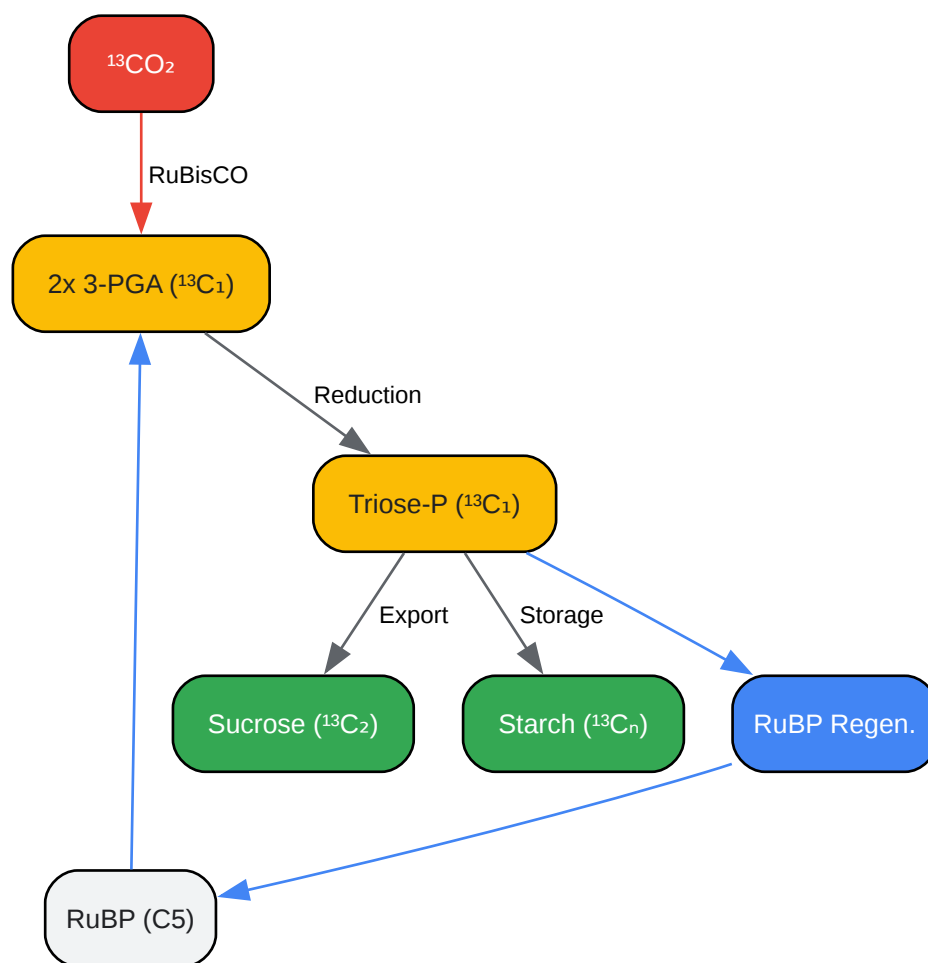 ¹³CO₂
RuBisCO
2x 3-PGA (¹³C₁)
Reduction
Triose-P (¹³C₁)
Export
Storage
Sucrose (¹³C₂)
Starch (¹³Cₙ)
RuBP Regen.
RuBP (C5)